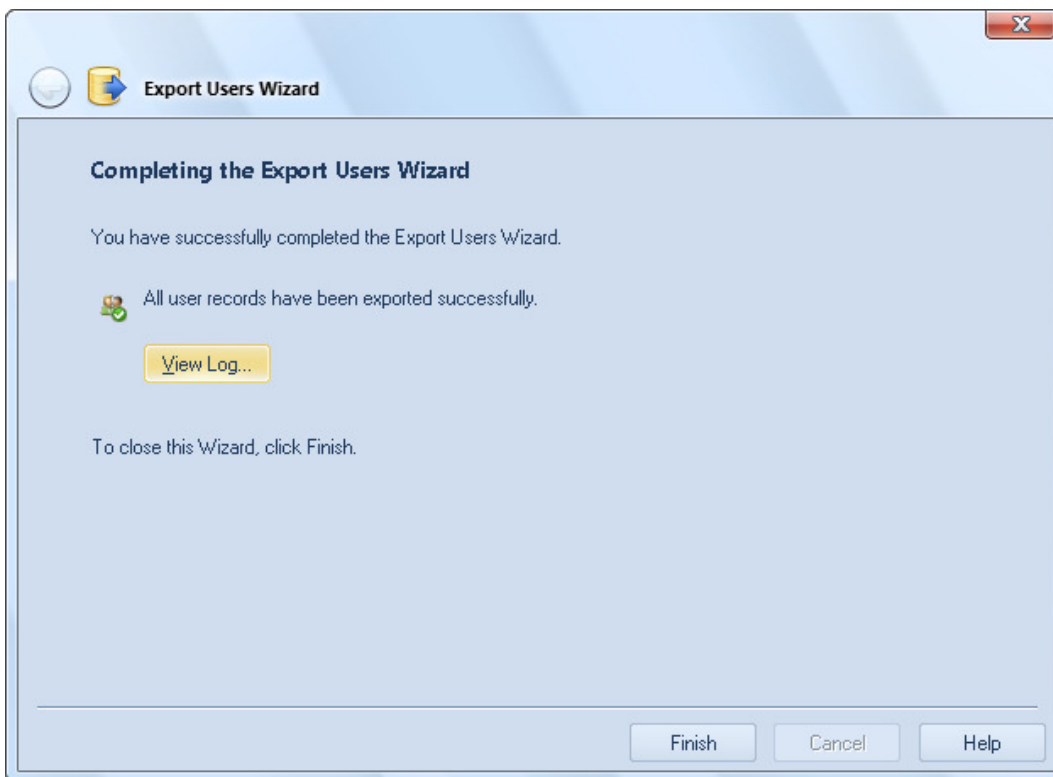 Export Users Wizard
Completing the Export Users Wizard
You have successfully completed the Export Users Wizard.
All user records have been exported successfully.
View Log...
To close this Wizard, click Finish.
Finish Cancel Help